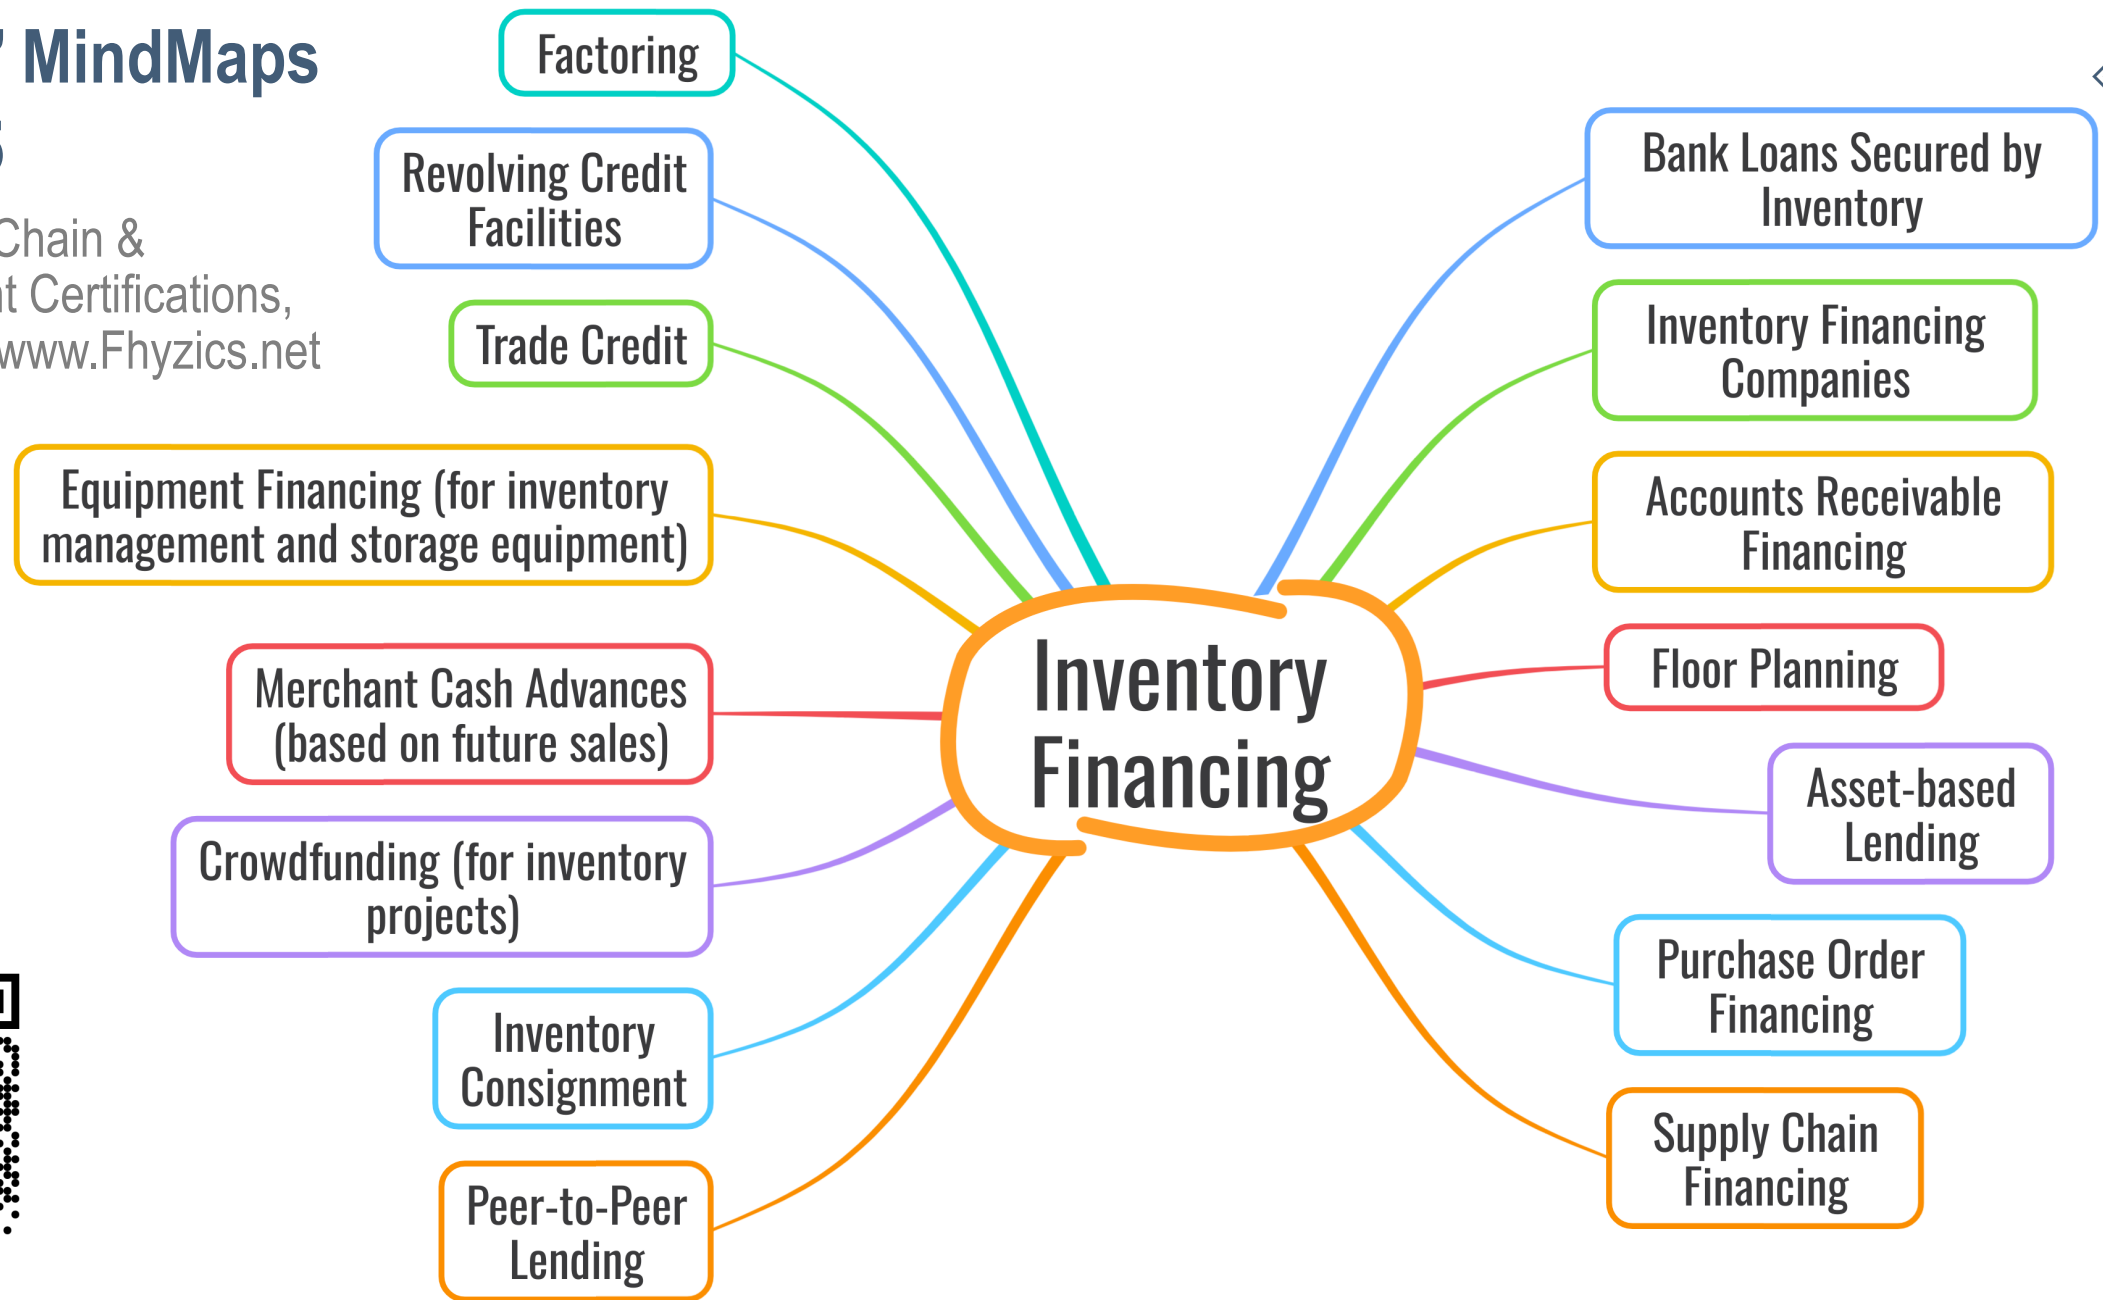 MindMaps
Chain &
Certifications,
www.Fhyzics.net
Factoring
Revolving Credit
Facilities
Trade Credit
Equipment Financing (for inventory
management and storage equipment)
Merchant Cash Advances
(based on future sales)
Crowdfunding (for inventory
projects)
Inventory
Consignment
Peer-to-Peer
Lending
Inventory
Financing
Bank Loans Secured by
Inventory
Inventory Financing
Companies
Accounts Receivable
Financing
Floor Planning
Asset-based
Lending
Purchase Order
Financing
Supply Chain
Financing